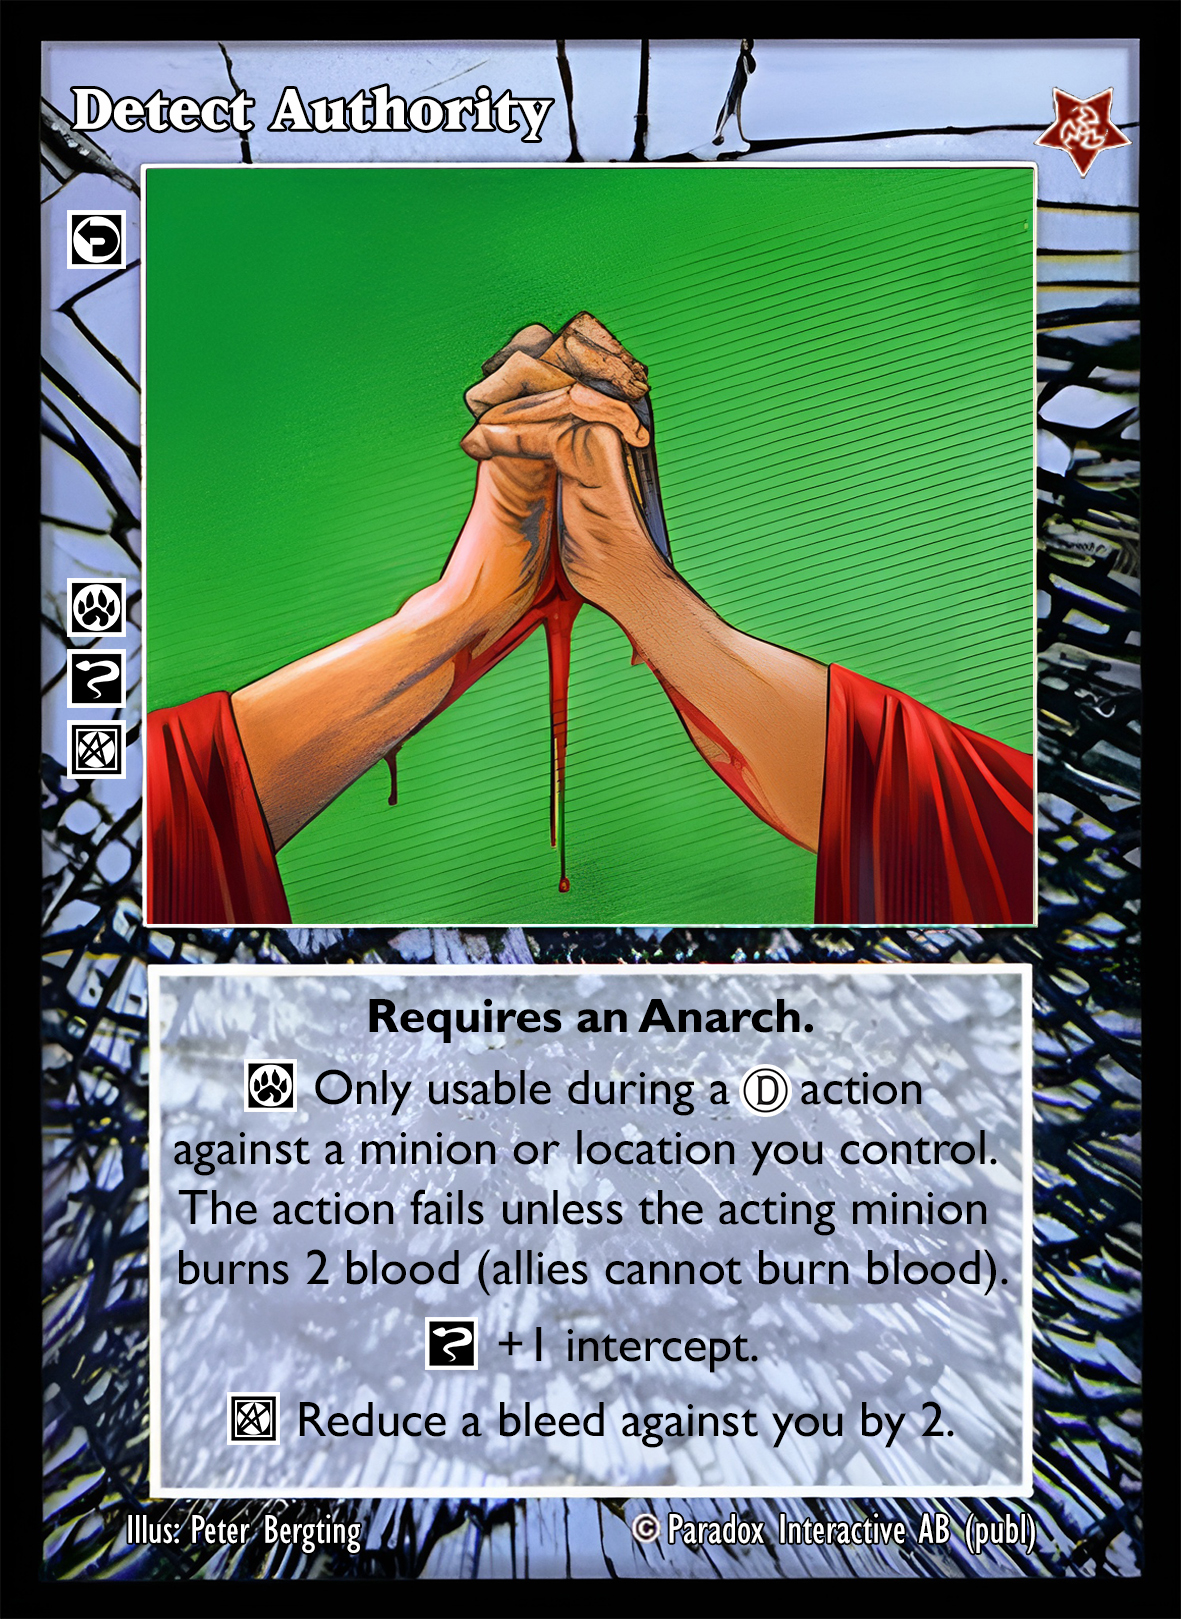 Detect Authority
Requires an Anarch.
Only usable during a Ⓓ action
against a minion or location you control.
The action fails unless the acting minion
burns 2 blood (allies cannot burn blood).
+1 intercept.
Reduce a bleed against you by 2.
Illus: Peter Bergting
© Paradox Interactive AB (publ)